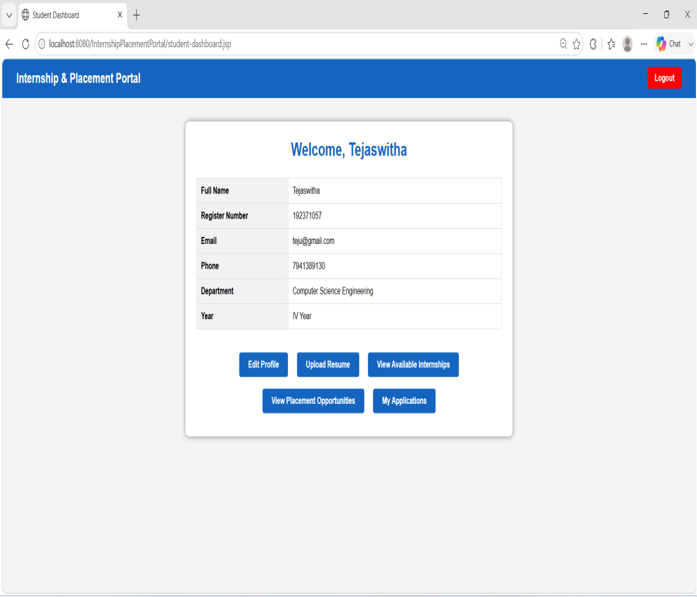 Student Dashboard
localhost:8080/InternshipPlacementPortal/student-dashboard.jsp
Chat
Internship & Placement Portal
Logout
Welcome, Tejaswitha
Full Name Tejaswitha
Register Number 192371057
Email teju@gmail.com
Phone 7941389130
Department Computer Science Engineering
Year IV Year
Edit Profile Upload Resume View Available Internships
View Placement Opportunities My Applications